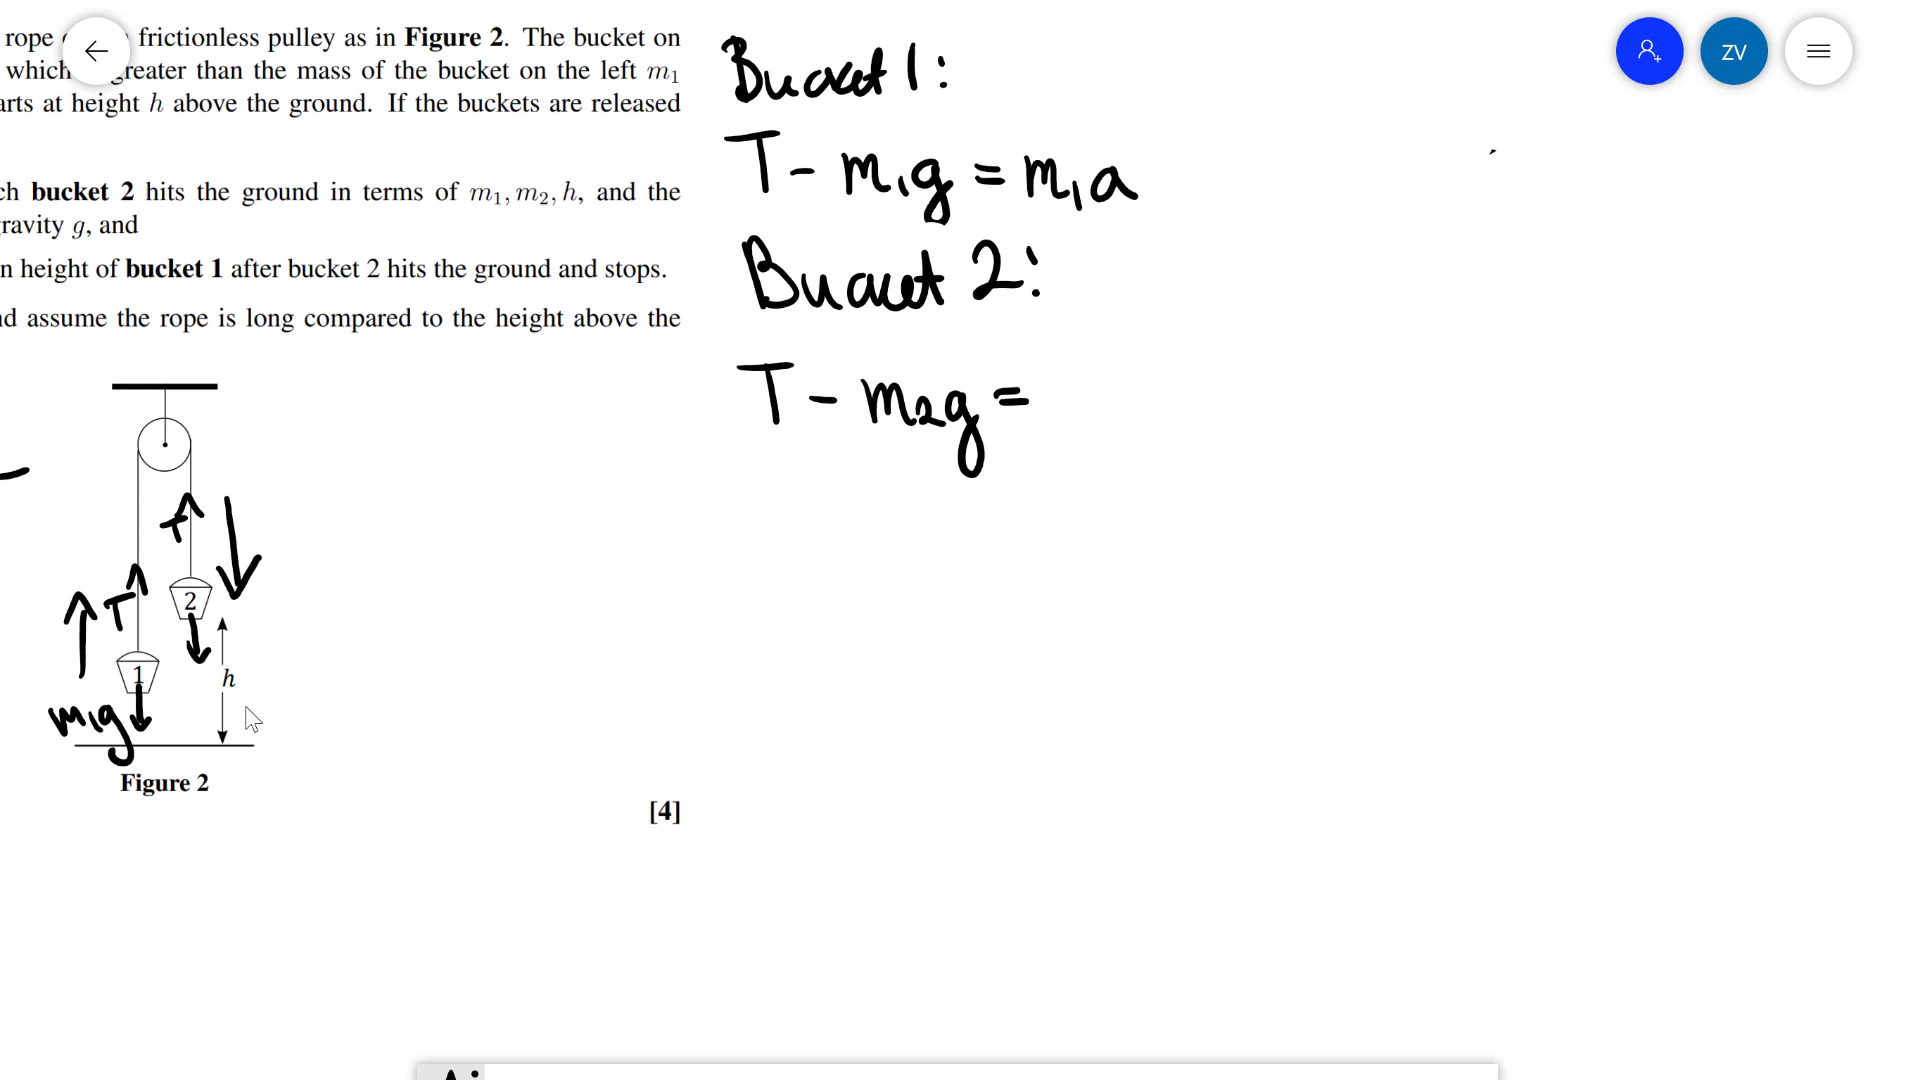 rope frictionless pulley as in Figure 2. The bucket on
which greater than the mass of the bucket on the left m₁
arts at height h above the ground. If the buckets are released
ch bucket 2 hits the ground in terms of m₁, m₂, h, and the
ravity g, and
n height of bucket 1 after bucket 2 hits the ground and stops.
d assume the rope is long compared to the height above the
Bucket 1:
T - m₁g = m₁a
Bucket 2:
T - m₂g =
ZV
T
T
2
1
h
m₁g
Figure 2
[4]